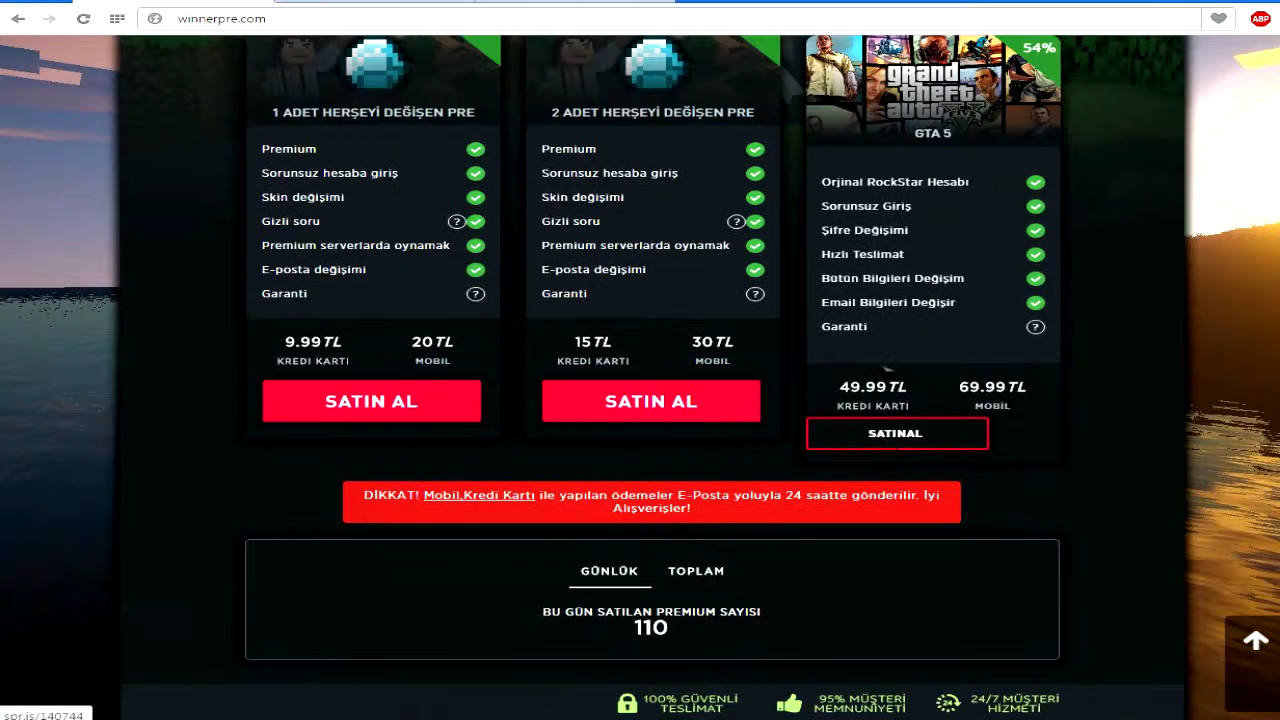 winnerpre.com
ABP
54%
grand
theft
auto V
1 ADET HERŞEYİ DEĞİŞEN PRE
2 ADET HERŞEYİ DEĞİŞEN PRE
GTA 5
Premium
Sorunsuz hesaba giriş
Skin değişimi
Gizli soru ?
Premium serverlarda oynamak
E-posta değişimi
Garanti ?
9.99 TL 20 TL
KREDI KARTI MOBIL
SATIN AL
Premium
Sorunsuz hesaba giriş
Skin değişimi
Gizli soru ?
Premium serverlarda oynamak
E-posta değişimi
Garanti ?
15 TL 30 TL
KREDI KARTI MOBIL
SATIN AL
Orjinal RockStar Hesabı
Sorunsuz Giriş
Şifre Değişimi
Hızlı Teslimat
Bütün Bilgileri Değişim
Email Bilgileri Değişir
Garanti ?
49.99 TL 69.99 TL
KREDI KARTI MOBİL
SATINAL
DİKKAT! Mobil,Kredi Kartı ile yapılan ödemeler E-Posta yoluyla 24 saatte gönderilir. İyi
Alışverişler!
GÜNLÜK TOPLAM
BU GÜN SATILAN PREMIUM SAYISI
110
100% GÜVENLİ
TESLİMAT
95% MÜŞTERİ
MEMNUNİYETİ
24
24/7 MÜŞTERİ
HİZMETİ
spr.is/140744